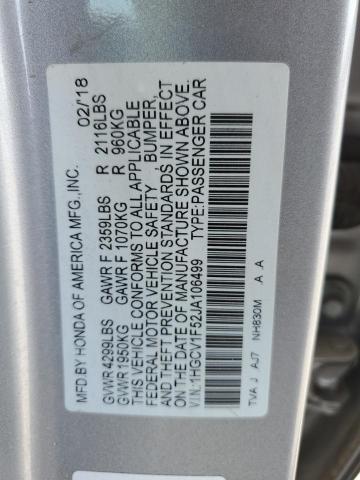 MFD.BY HONDA OF AMERICA MFG.,INC. 02/'18
GVWR 4299LBS GAWR F 2359LBS R 2116LBS
GVWR 1950KG GAWR F 1070KG R 960KG
THIS VEHICLE CONFORMS TO ALL APPLICABLE
FEDERAL MOTOR VEHICLE SAFETY , BUMPER,
AND THEFT PREVENTION STANDARDS IN EFFECT
ON THE DATE OF MANUFACTURE SHOWN ABOVE.
V.I.N.:1HGCV1F52JA106499 TYPE:PASSENGER CAR
TVA J AJ7 NH830M A A